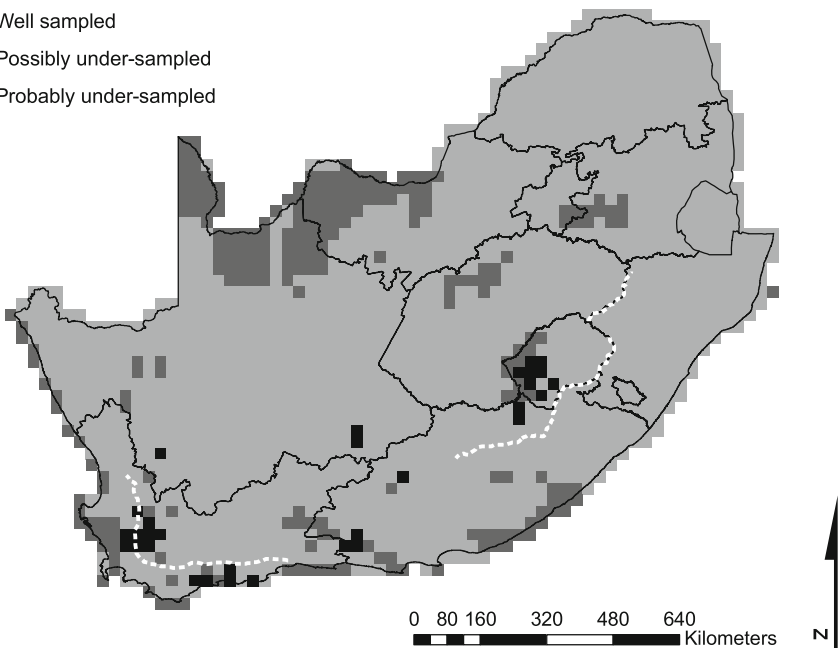 Well sampled
Possibly under-sampled
Probably under-sampled
0 80 160 320 480 640
Kilometers
N